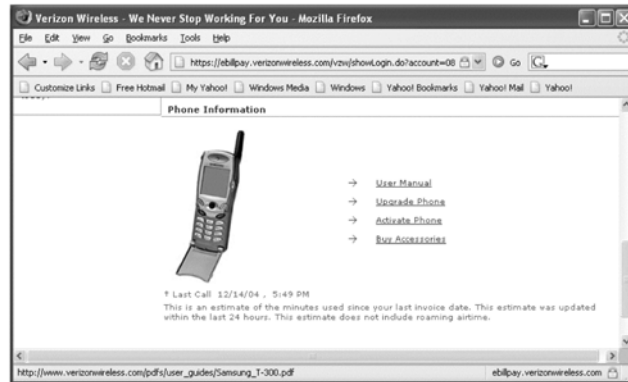 Verizon Wireless - We Never Stop Working For You - Mozilla Firefox
File Edit View Go Bookmarks Tools Help
https://ebillpay.verizonwireless.com/vzw/showLogin.do?account=08 Go G
Customize Links Free Hotmail My Yahoo! Windows Media Windows Yahoo! Bookmarks Yahoo! Mail Yahoo!
Phone Information
→ User Manual
→ Upgrade Phone
→ Activate Phone
→ Buy Accessories
† Last Call 12/14/04 , 5:49 PM
This is an estimate of the minutes used since your last invoice date. This estimate was updated
within the last 24 hours. This estimate does not include roaming airtime.
http://www.verizonwireless.com/pdfs/user_guides/Samsung_T-300.pdf ebillpay.verizonwireless.com